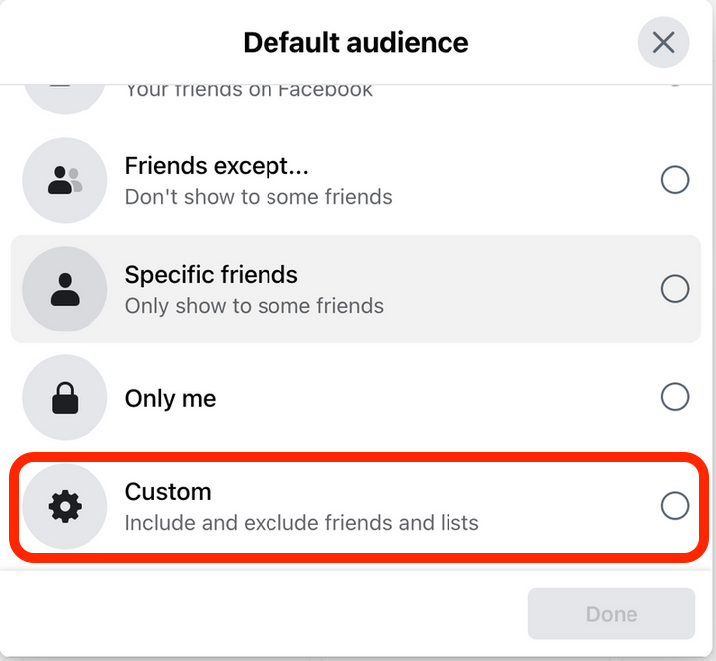 Default audience
Your friends on Facebook
Friends except...
Don't show to some friends
Specific friends
Only show to some friends
Only me
Custom
Include and exclude friends and lists
Done